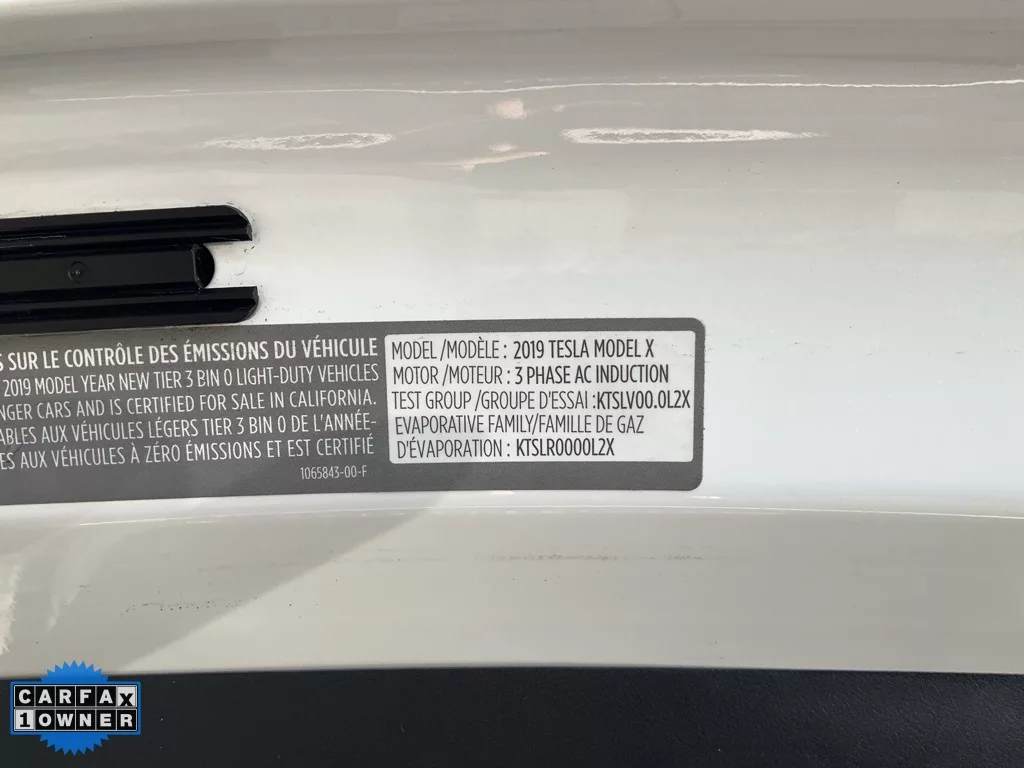 S SUR LE CONTRÔLE DES ÉMISSIONS DU VÉHICULE
2019 MODEL YEAR NEW TIER 3 BIN 0 LIGHT-DUTY VEHICLES
NGER CARS AND IS CERTIFIED FOR SALE IN CALIFORNIA.
ABLES AUX VÉHICULES LÉGERS TIER 3 BIN 0 DE L'ANNÉE-
ES AUX VÉHICULES À ZÉRO ÉMISSIONS ET EST CERTIFIÉ
1065843-00-F
MODEL /MODÈLE : 2019 TESLA MODEL X
MOTOR /MOTEUR : 3 PHASE AC INDUCTION
TEST GROUP /GROUPE D'ESSAI :KTSLV00.0L2X
EVAPORATIVE FAMILY/FAMILLE DE GAZ
D'ÉVAPORATION : KTSLR0000L2X
CARFAX
1 OWNER